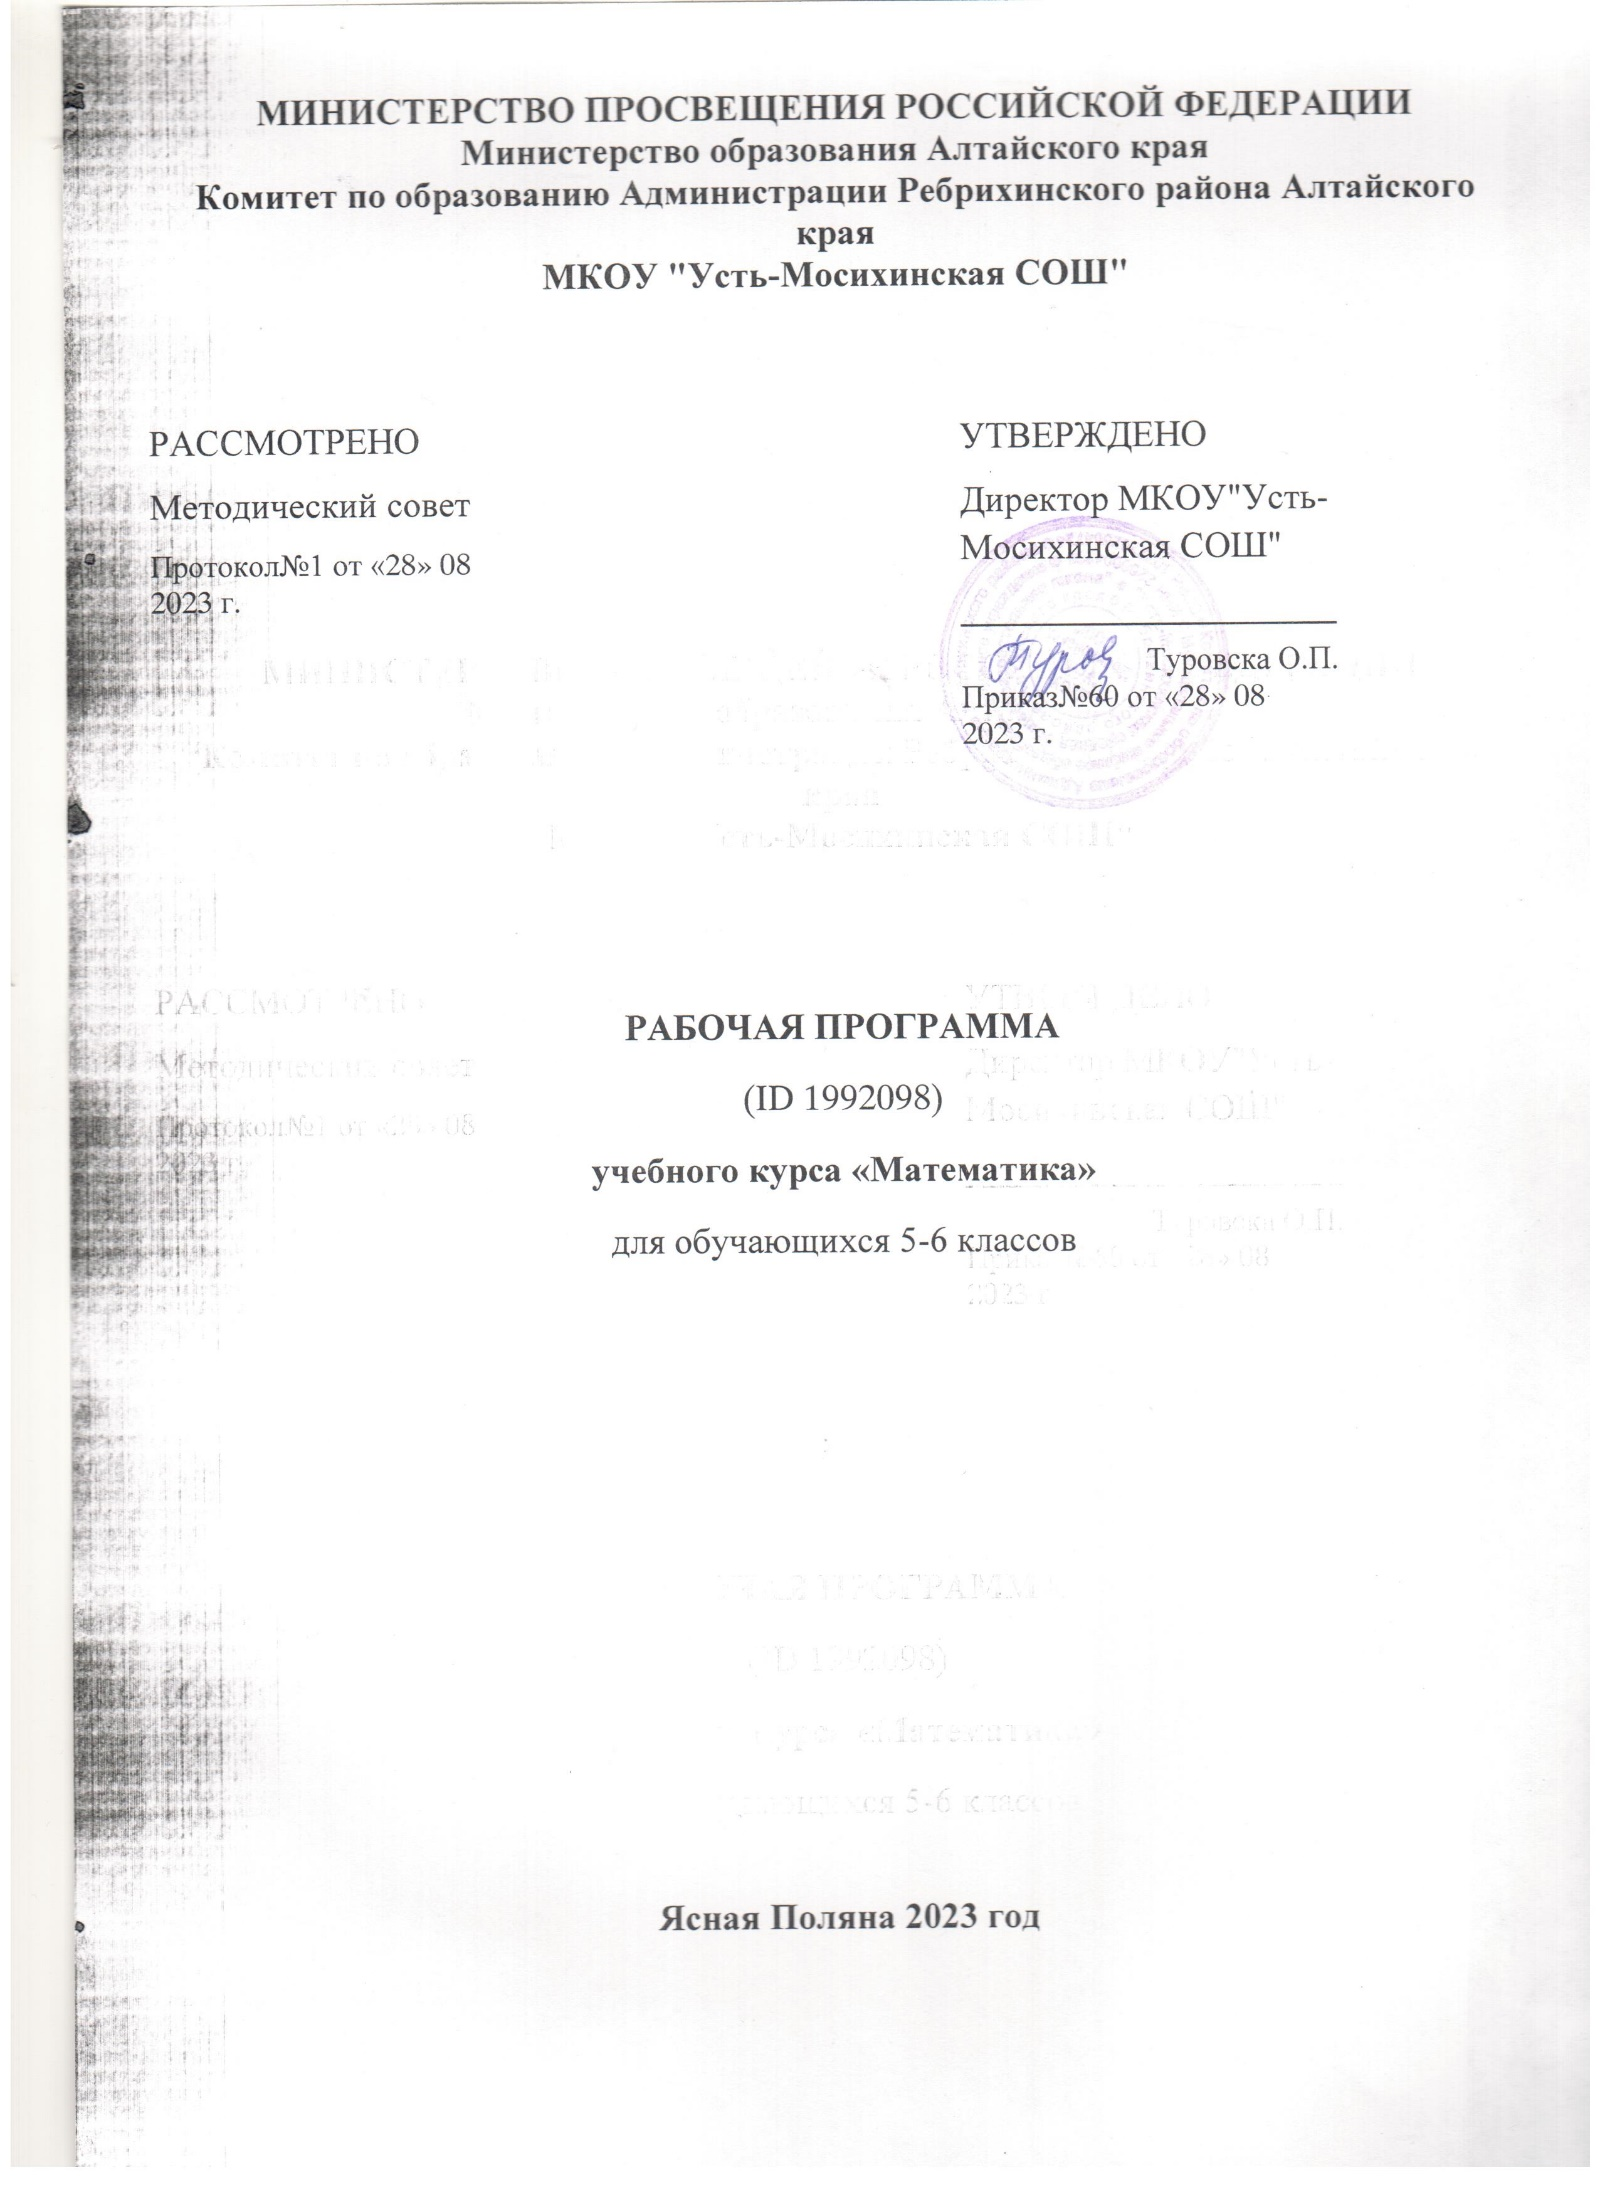 МИНИСТЕРСТВО ПРОСВЕЩЕНИЯ РОССИЙСКОЙ ФЕДЕРАЦИИ
Министерство образования Алтайского края
Комитет по образованию Администрации Ребрихинского района Алтайского
края
МКОУ "Усть-Мосихинская СОШ"
РАССМОТРЕНО
Методический совет
Протокол№1 от «28» 08
2023 г.
УТВЕРЖДЕНО
Директор МКОУ"Усть-
Мосихинская СОШ"
Туровска О.П.
Приказ№60 от «28» 08
2023 г.
РАБОЧАЯ ПРОГРАММА
(ID 1992098)
учебного курса «Математика»
для обучающихся 5-6 классов
Ясная Поляна 2023 год